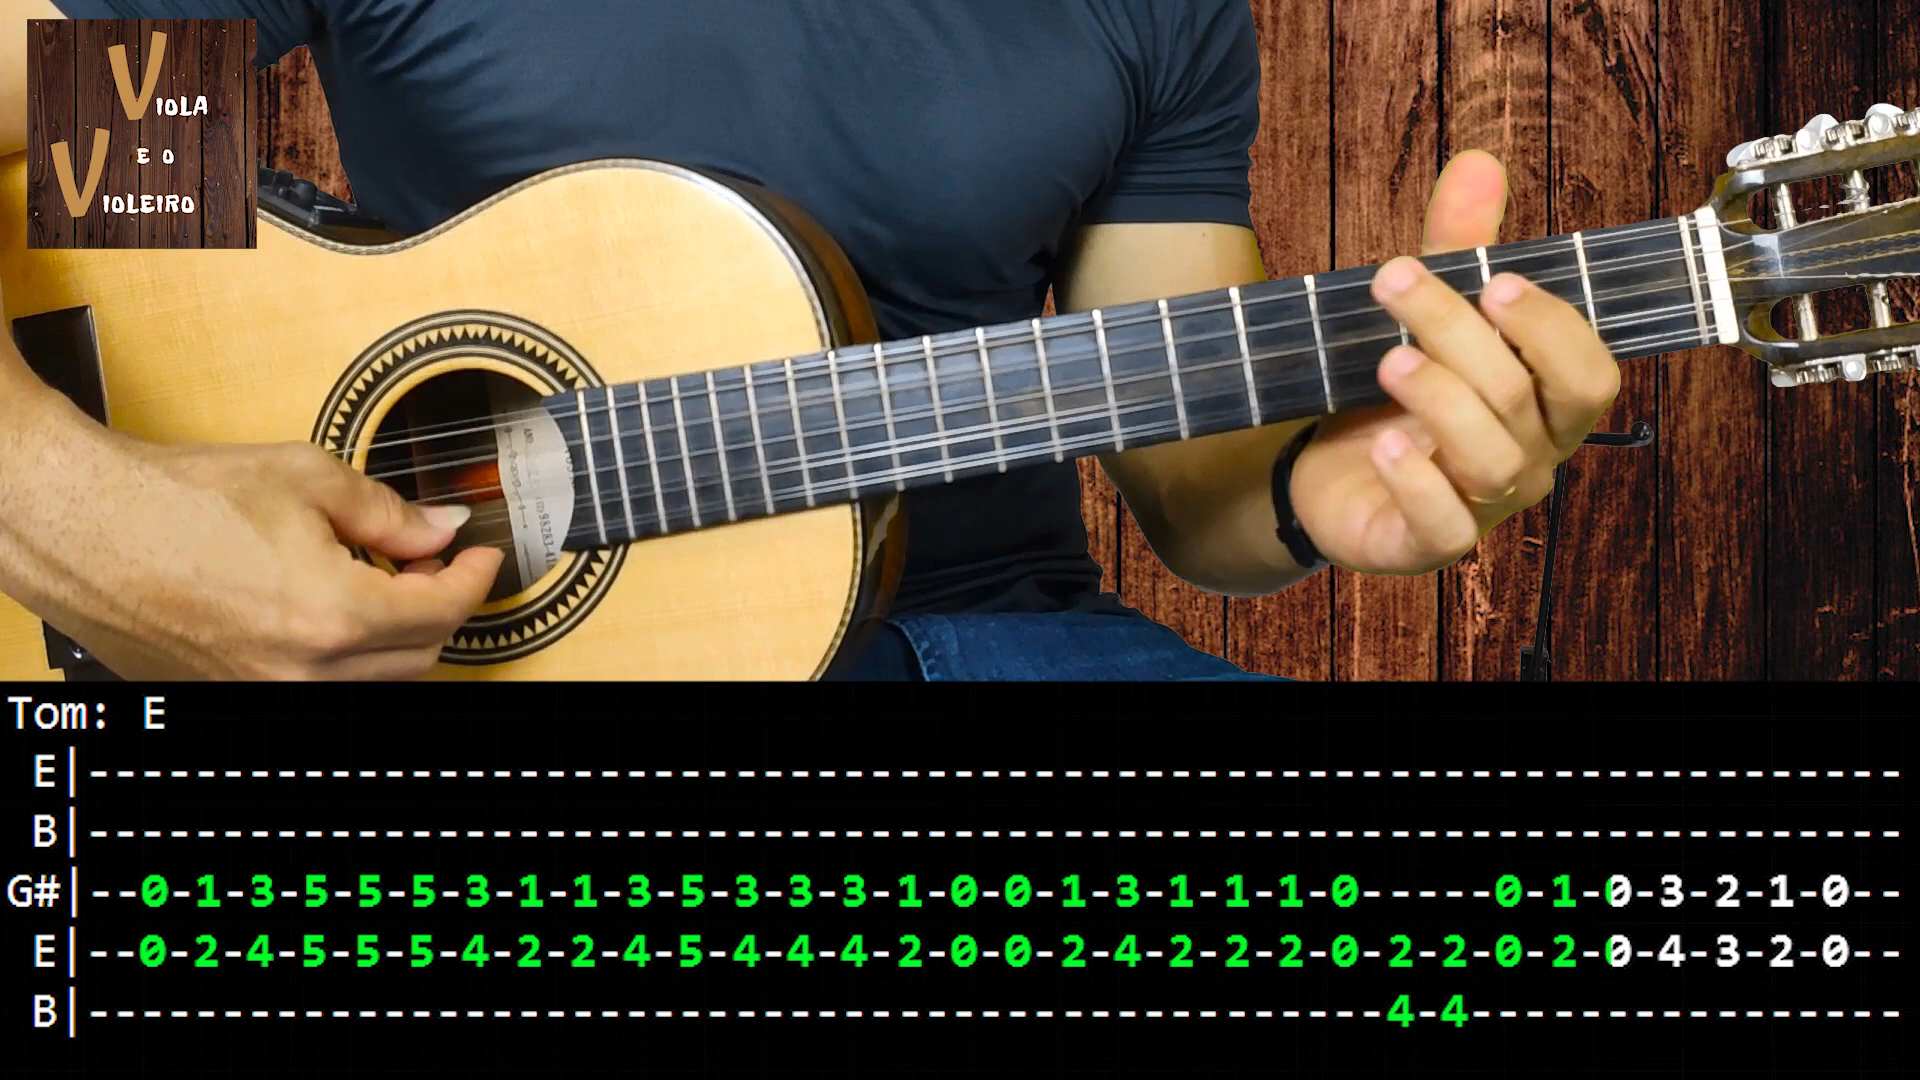 VIOLA
E O
VIOLEIRO
Tom: E
E|-------------------------------------------------------------------
B|-------------------------------------------------------------------
G#|--0-1-3-5-5-5-3-1-1-3-5-3-3-3-1-0-0-1-3-1-1-1-0-----0-1-0-3-2-1-0--
E|--0-2-4-5-5-5-4-2-2-4-5-4-4-4-2-0-0-2-4-2-2-2-0-2-2-0-2-0-4-3-2-0--
B|------------------------------------------------4-4----------------